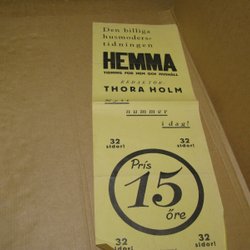 Den billiga
husmoders-
tidningen
HEMMA
TIDNING FÖR HEM OCH HUSHÅLL
REDAKTÖR:
THORA HOLM
Nytt
nummer
i dag!
32
sidor!
32
sidor!
Pris
15
öre
32
sidor!
32
sidor!